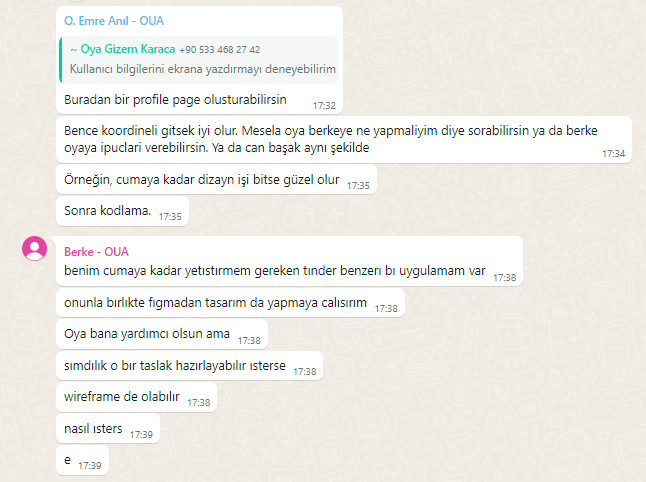 O. Emre Anıl - OUA
~ Oya Gizem Karaca +90 533 468 27 42
Kullanıcı bilgilerini ekrana yazdırmayı deneyebilirim
Buradan bir profile page olusturabilirsin 17:32
Bence koordineli gitsek iyi olur. Mesela oya berkeye ne yapmaliyim diye sorabilirsin ya da berke
oyaya ipuclari verebilirsin. Ya da can başak aynı şekilde 17:34
Örneğin, cumaya kadar dizayn işi bitse güzel olur 17:35
Sonra kodlama. 17:35
Berke - OUA
benim cumaya kadar yetıstırmem gereken tınder benzerı bı uygulamam var 17:38
onunla bırlıkte fıgmadan tasarım da yapmaya calısırım 17:38
Oya bana yardımcı olsun ama 17:38
sımdılık o bır taslak hazırlayabılır ısterse 17:38
wireframe de olabılır 17:38
nasıl ısters 17:39
e 17:39